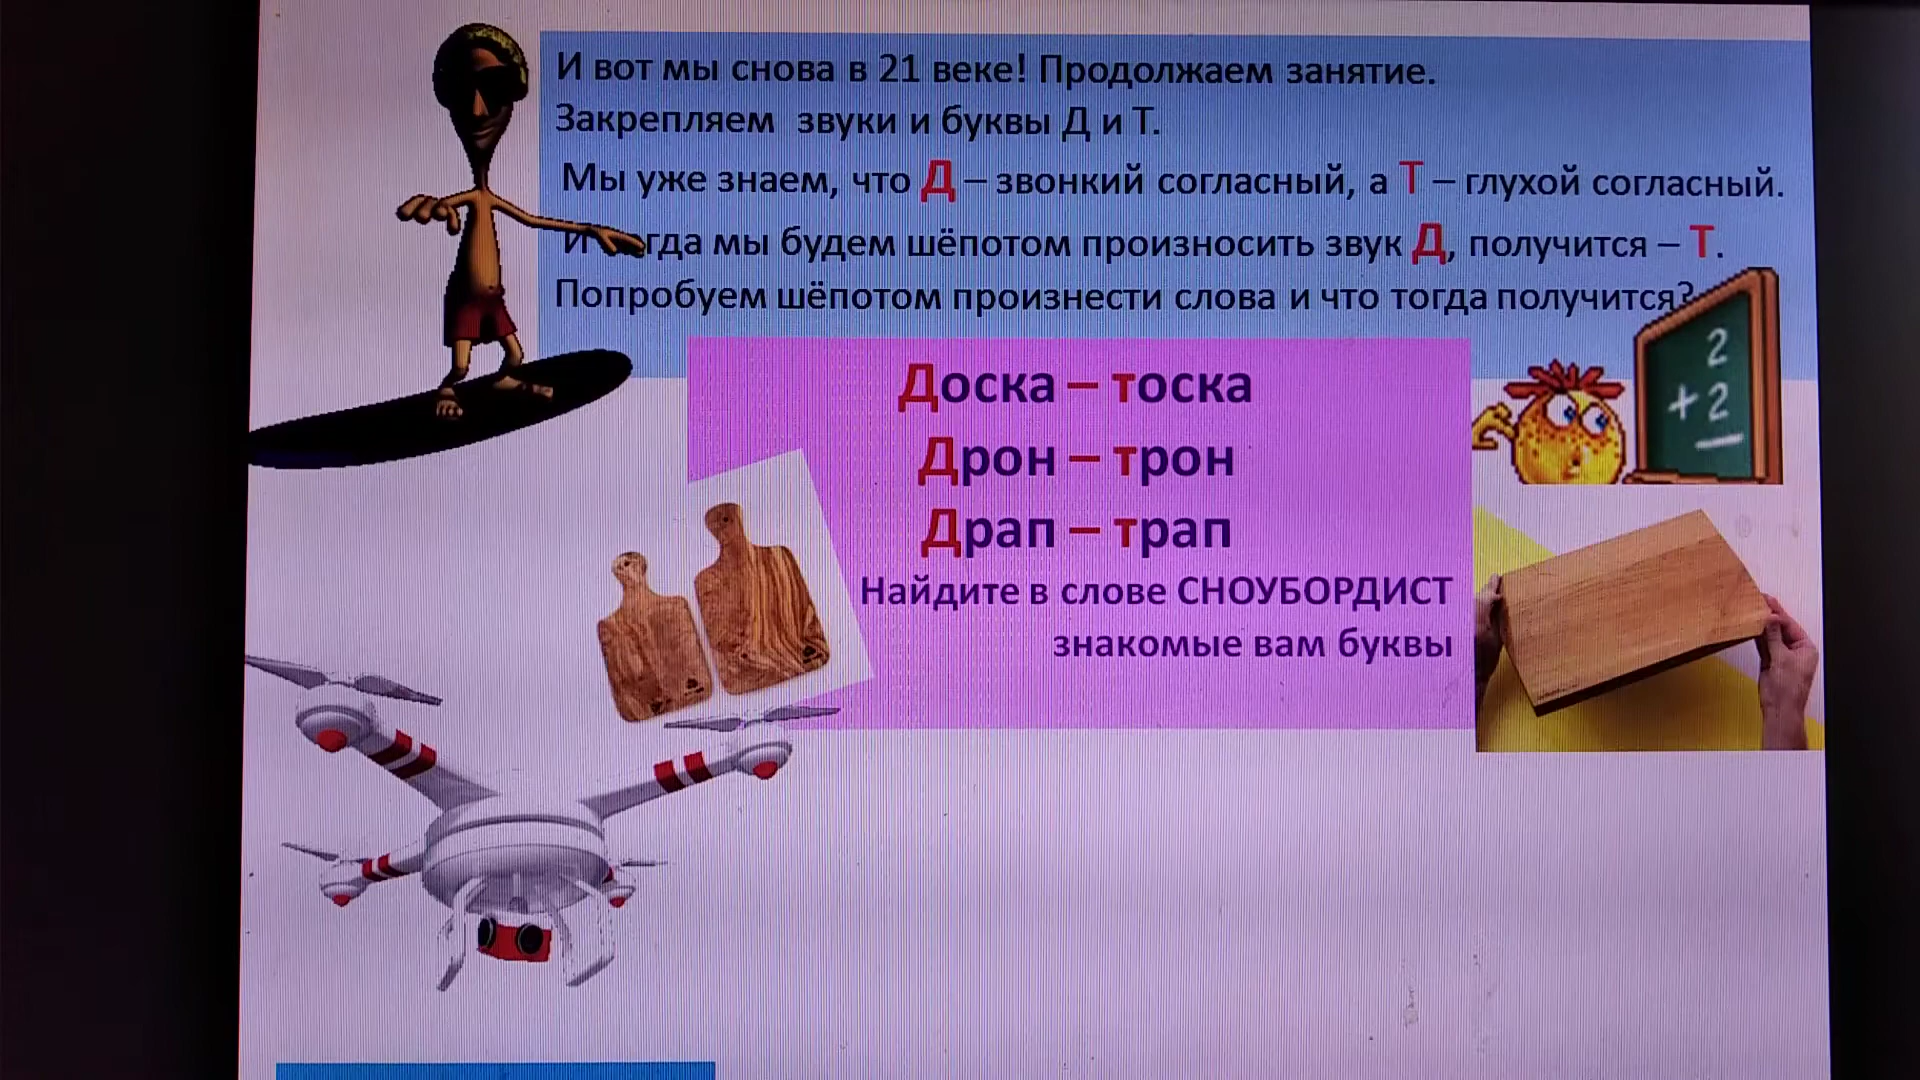 И вот мы снова в 21 веке! Продолжаем занятие.
Закрепляем звуки и буквы Д и Т.
Мы уже знаем, что Д – звонкий согласный, а Т – глухой согласный.
И мы будем шёпотом произносить звук Д, получится – Т.
Попробуем шёпотом произнести слова и что тогда получится?
2
+2
Доска – тоска
Дрон – трон
Драп – трап
Найдите в слове СНОУБОРДИСТ
знакомые вам буквы